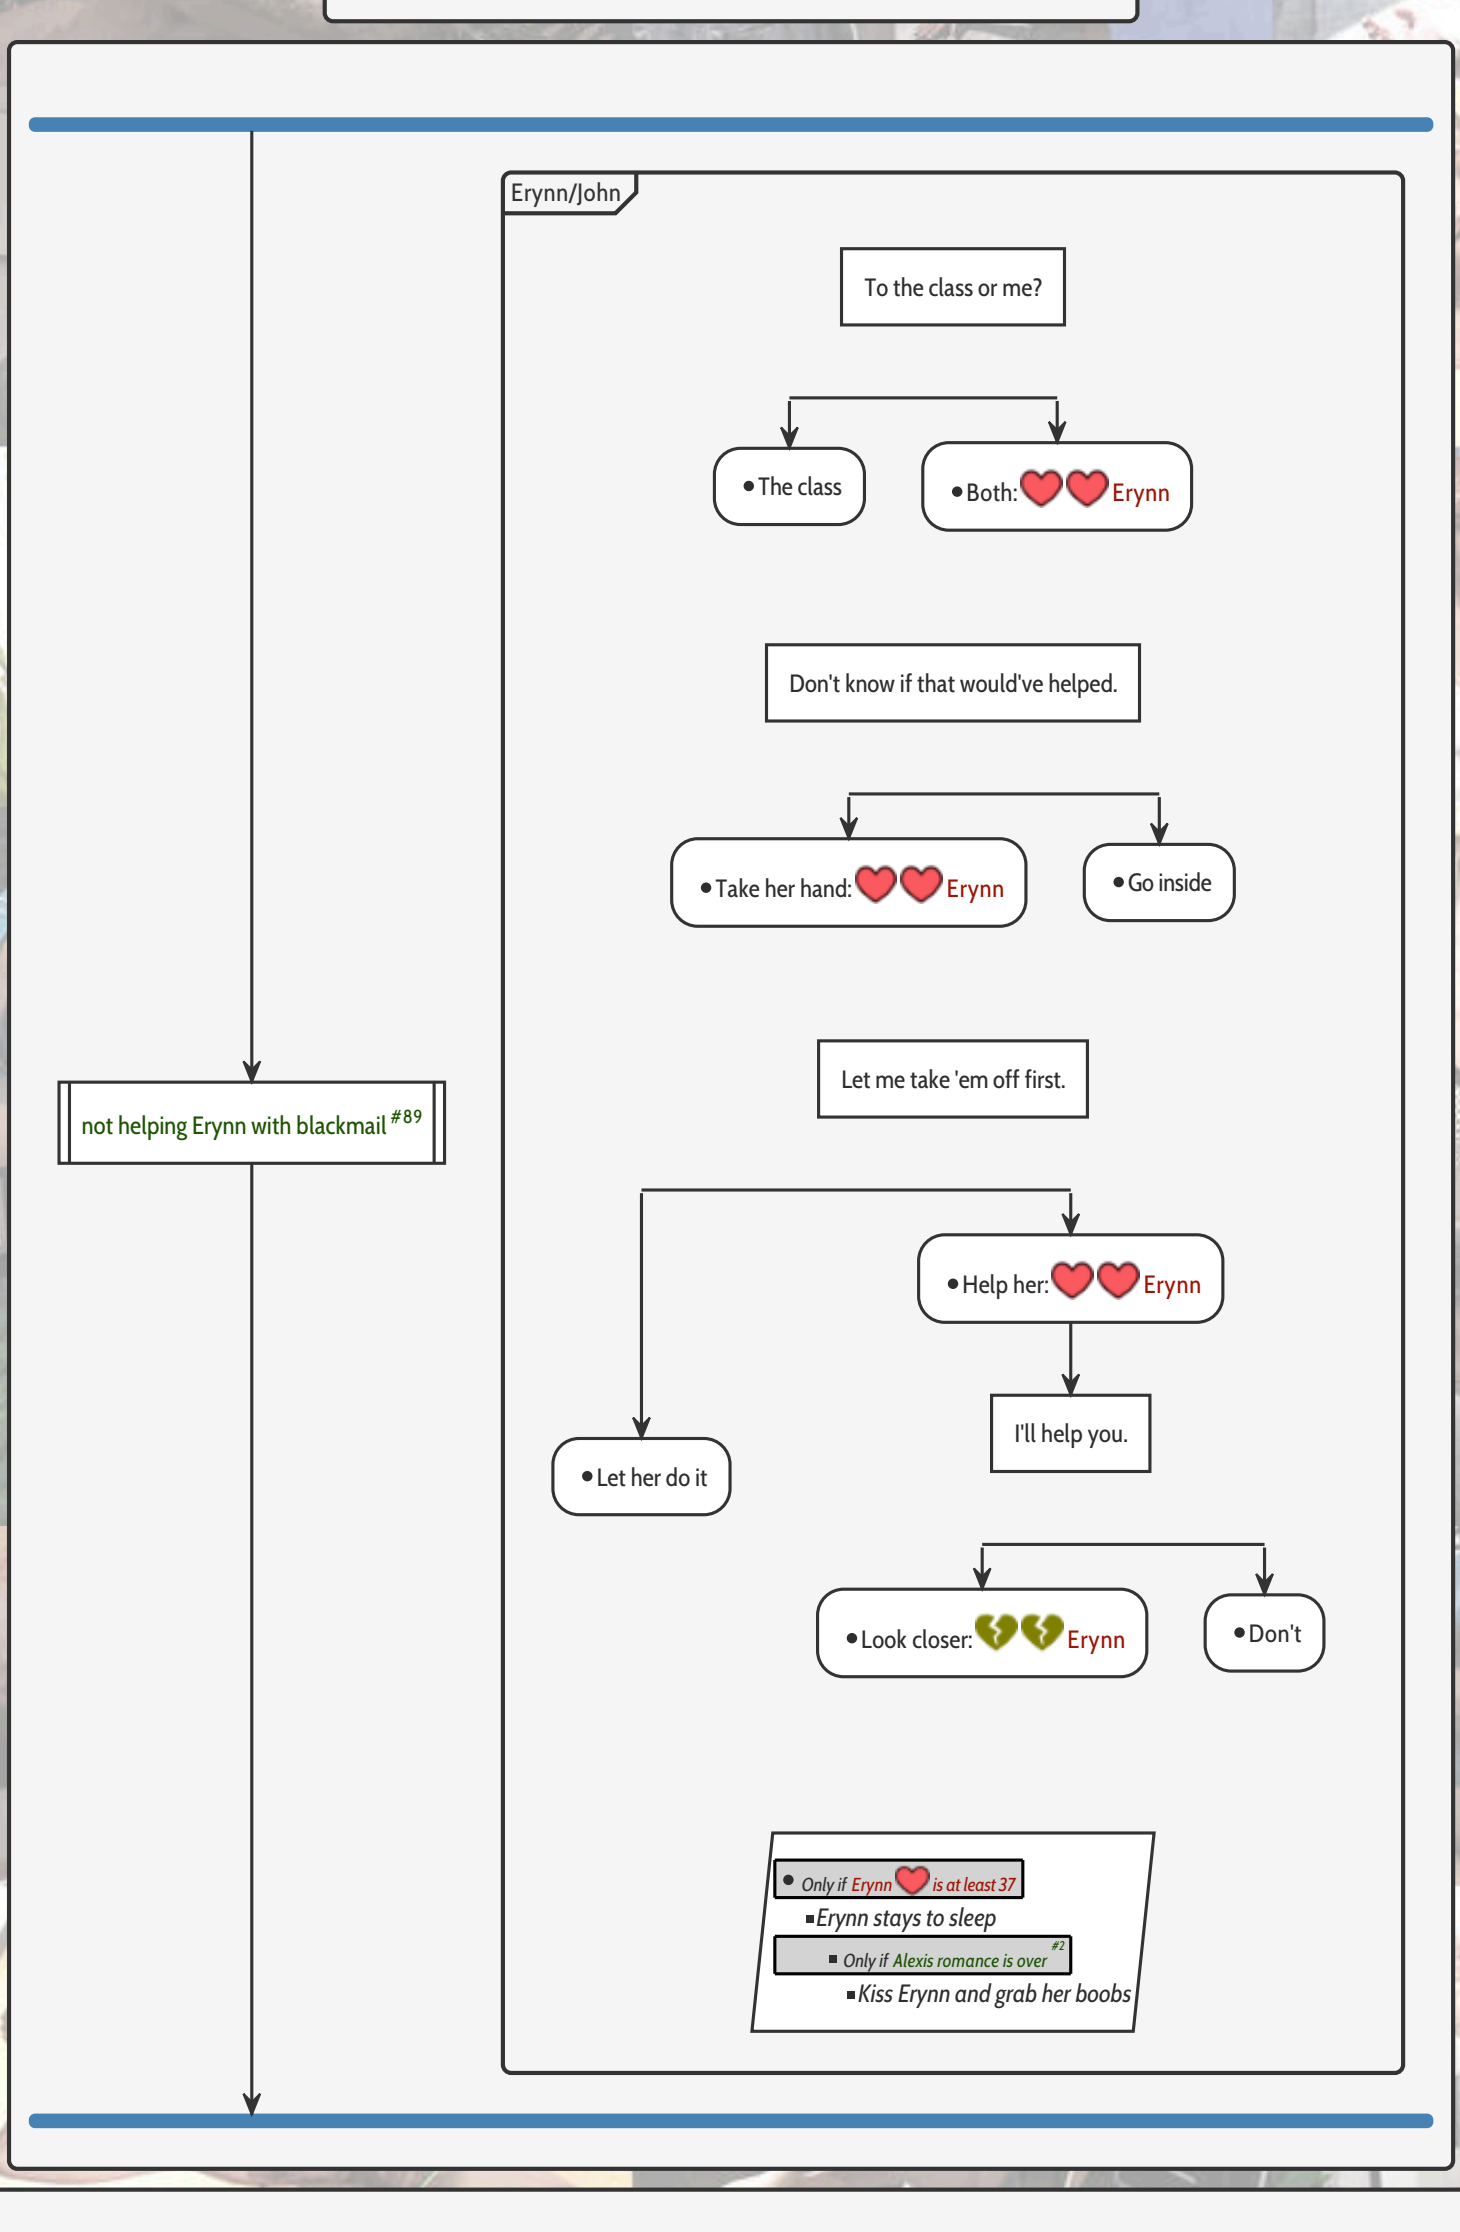 Erynn/John
To the class or me?
•The class
•Both: Erynn
Don't know if that would've helped.
•Take her hand: Erynn
•Go inside
Let me take 'em off first.
not helping Erynn with blackmail #89
•Help her: Erynn
I'll help you.
•Let her do it
•Look closer: Erynn
•Don't
• Only if Erynn is at least 37
▪Erynn stays to sleep
▪ Only if Alexis romance is over #2
▪Kiss Erynn and grab her boobs